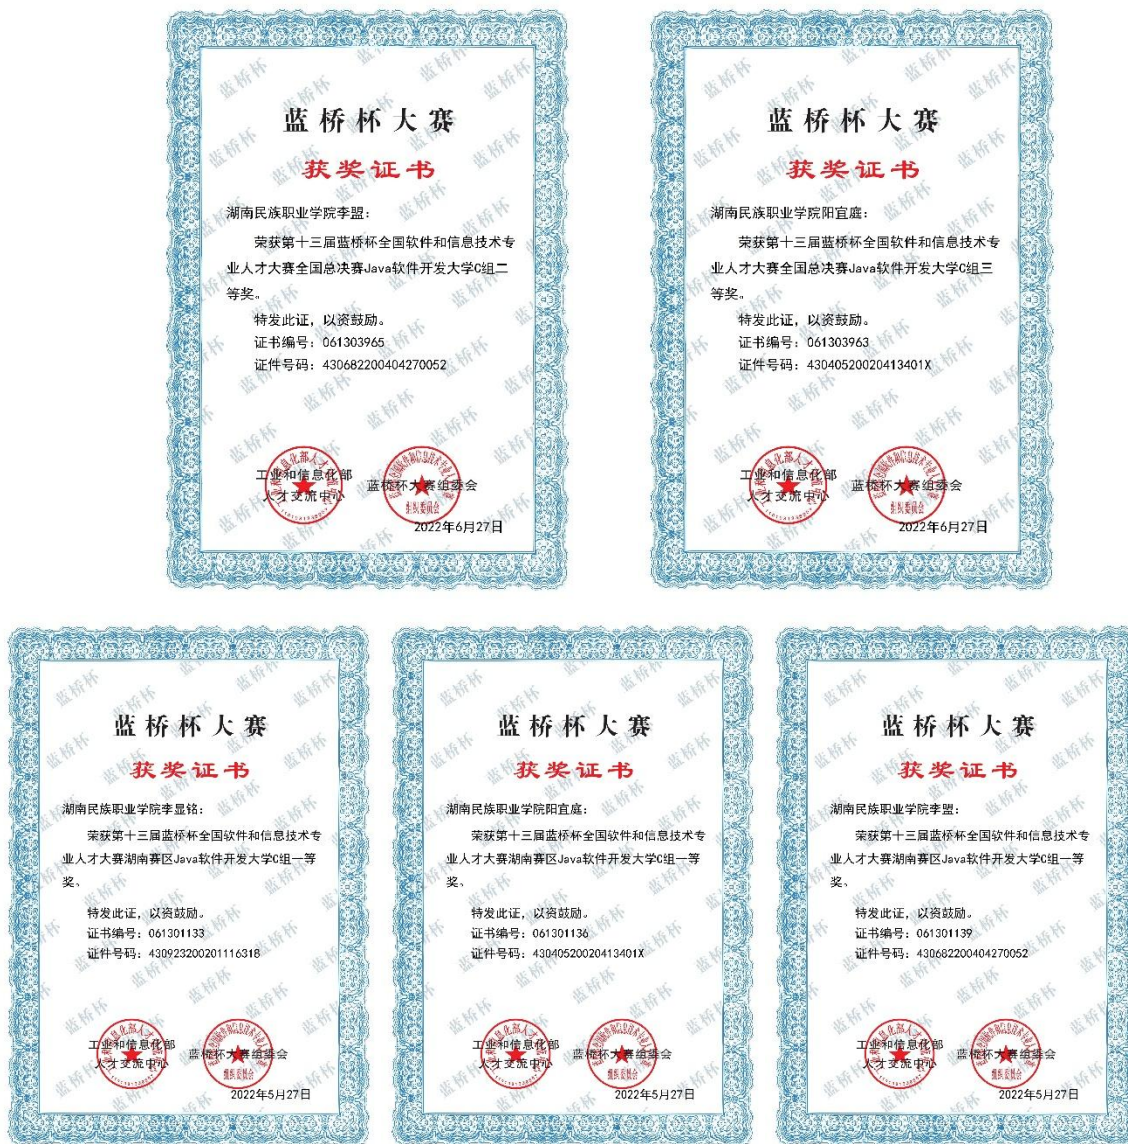 蓝桥杯大赛
获奖证书
湖南民族职业学院李盟:
荣获第十三届蓝桥杯全国软件和信息技术专
业人才大赛全国总决赛Java软件开发大学C组二
等奖。
特发此证，以资鼓励。
证书编号：061303965
证件号码：430682200404270052
工业和信息化部
人才交流中心
蓝桥杯大赛组委会
2022年6月27日
蓝桥杯大赛
获奖证书
湖南民族职业学院阳宜庭:
荣获第十三届蓝桥杯全国软件和信息技术专
业人才大赛全国总决赛Java软件开发大学C组三
等奖。
特发此证，以资鼓励。
证书编号：061303963
证件号码：43040520020413401X
工业和信息化部
人才交流中心
蓝桥杯大赛组委会
2022年6月27日
蓝桥杯大赛
获奖证书
湖南民族职业学院李显铭:
荣获第十三届蓝桥杯全国软件和信息技术专
业人才大赛湖南赛区Java软件开发大学C组一等
奖、
特发此证，以资鼓励。
证书编号：061301133
证件号码：430923200201116318
工业和信息化部
人才交流中心
蓝桥杯大赛组委会
2022年5月27日
蓝桥杯大赛
获奖证书
湖南民族职业学院阳宜庭:
荣获第十三届蓝桥杯全国软件和信息技术专
业人才大赛湖南赛区Java软件开发大学C组一等
奖、
特发此证，以资鼓励。
证书编号：061301136
证件号码：43040520020413401X
工业和信息化部
人才交流中心
蓝桥杯大赛组委会
2022年5月27日
蓝桥杯大赛
获奖证书
湖南民族职业学院李盟:
荣获第十三届蓝桥杯全国软件和信息技术专
业人才大赛湖南赛区Java软件开发大学C组一等
奖、
特发此证，以资鼓励。
证书编号：061301139
证件号码：430682200404270052
工业和信息化部
人才交流中心
蓝桥杯大赛组委会
2022年5月27日